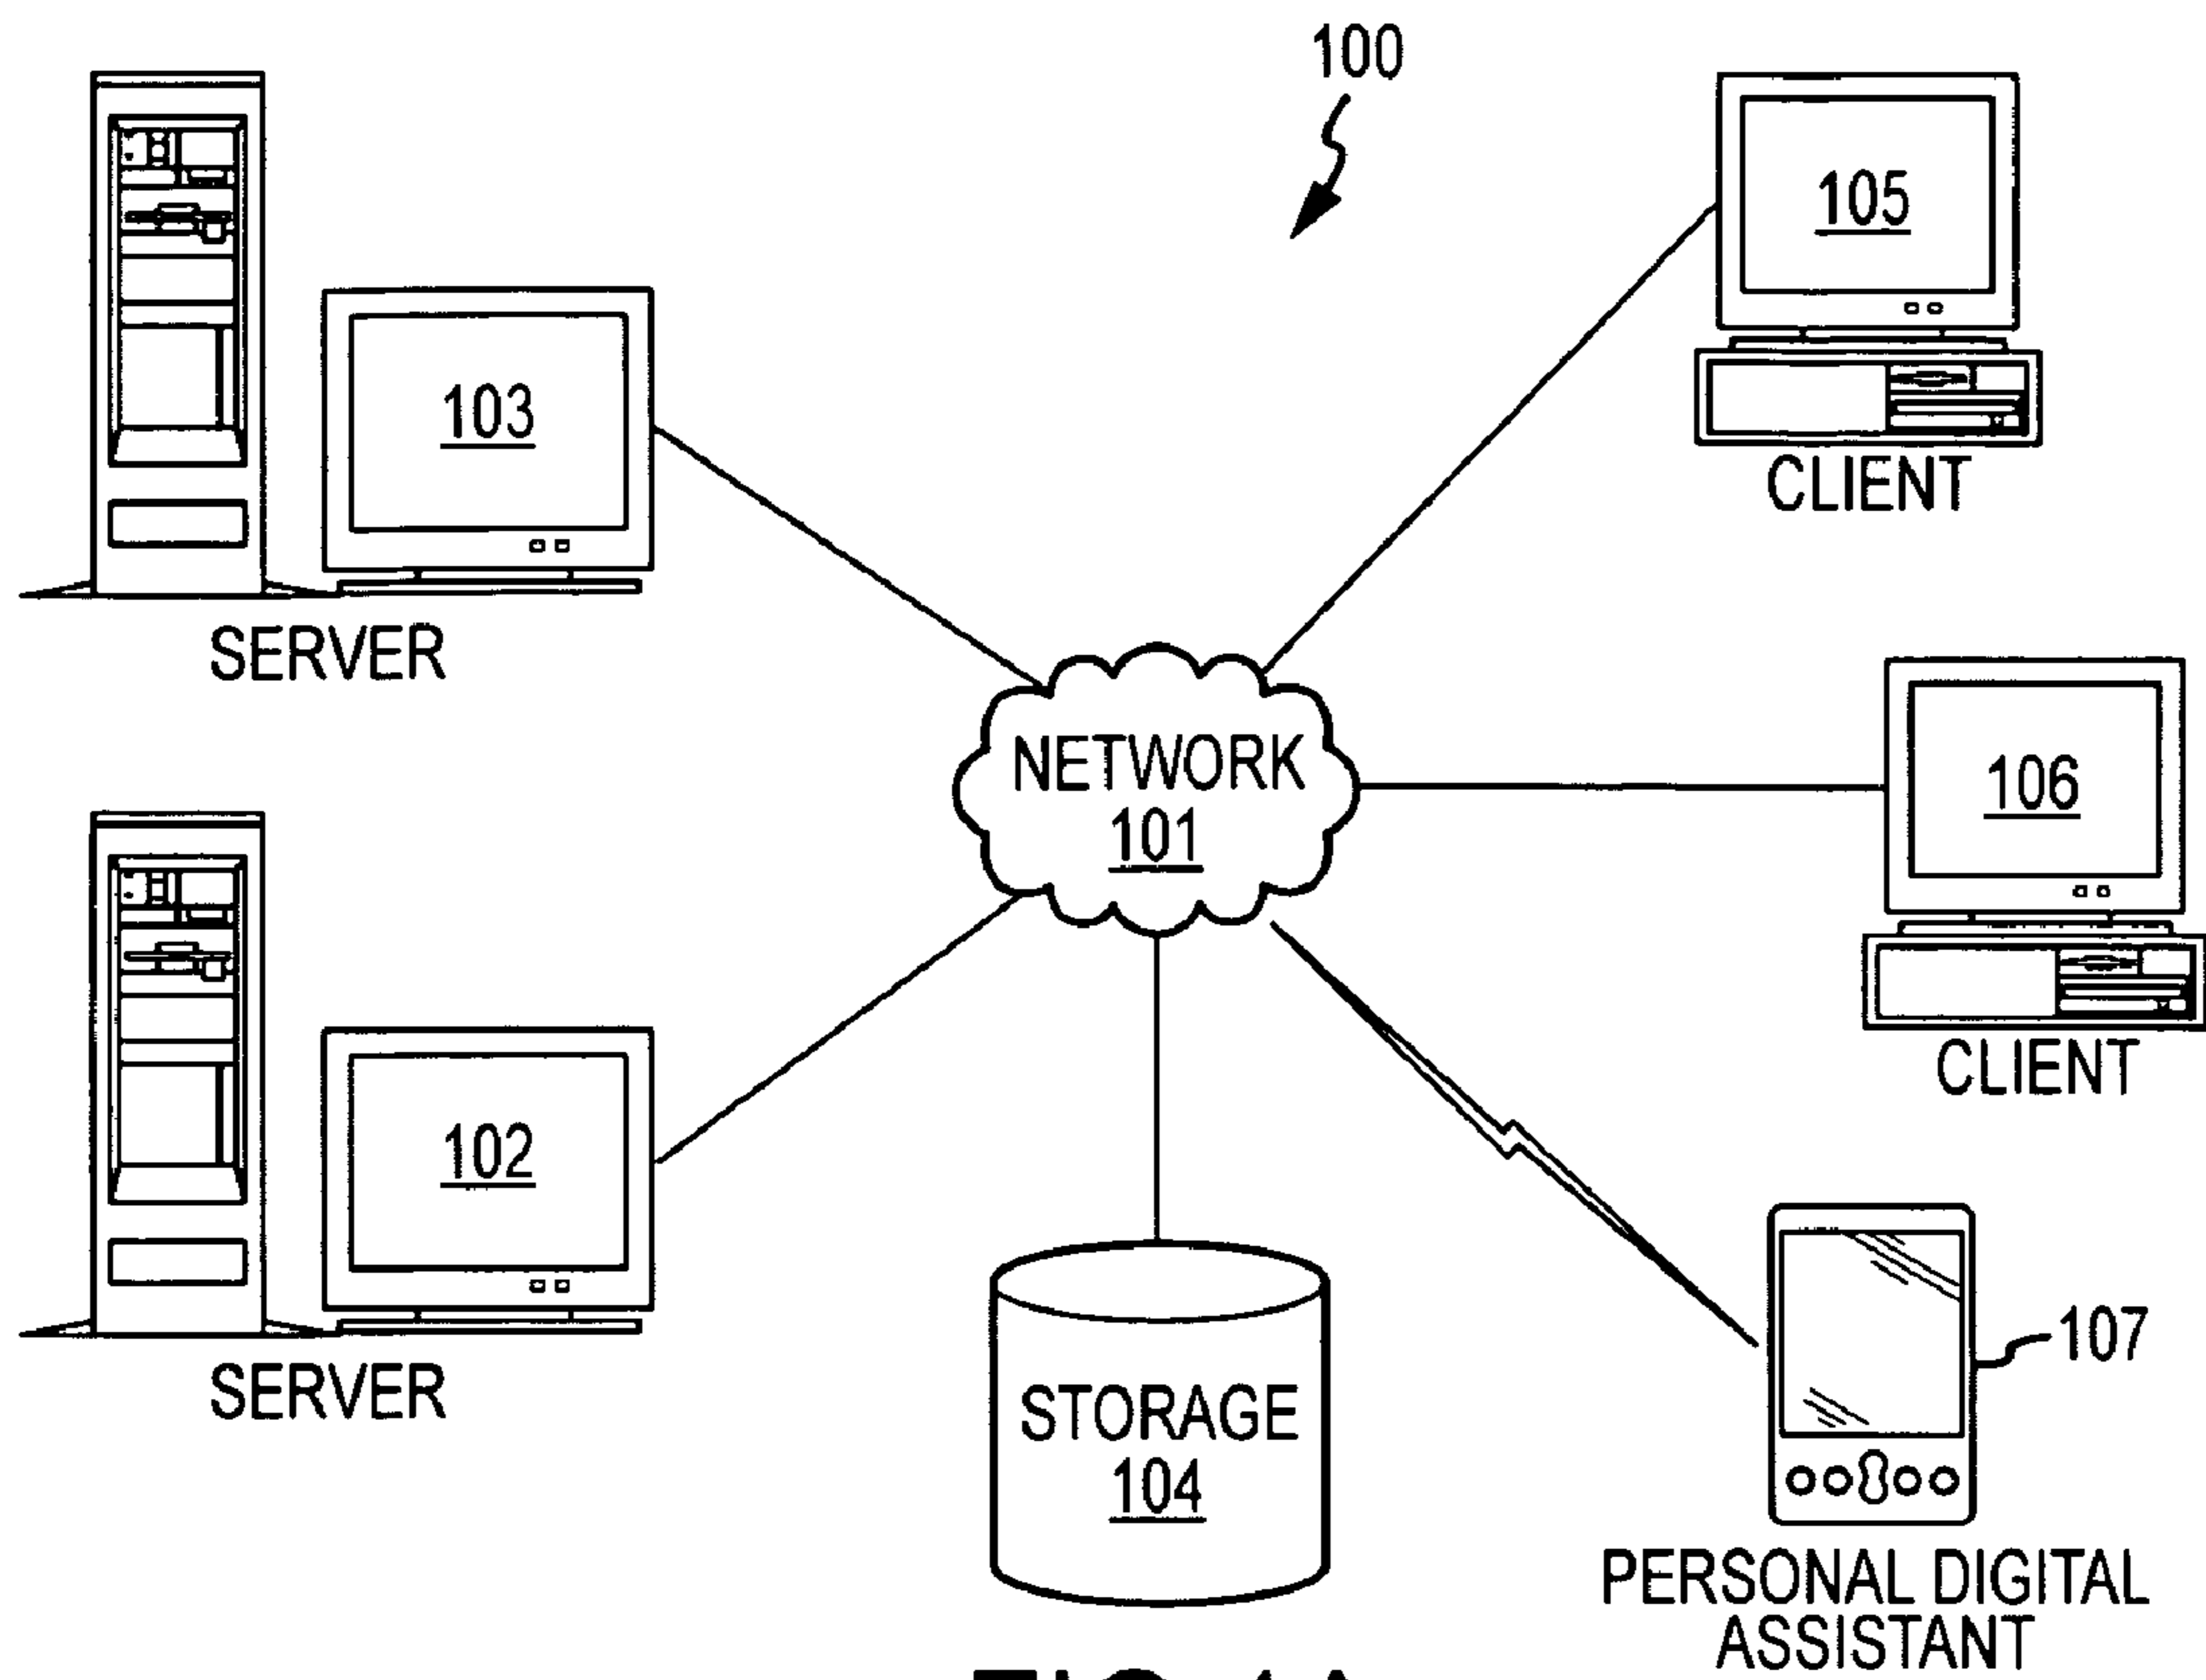 100
103
SERVER
105
CLIENT
NETWORK
101
106
CLIENT
102
SERVER
STORAGE
104
107
PERSONAL DIGITAL
ASSISTANT